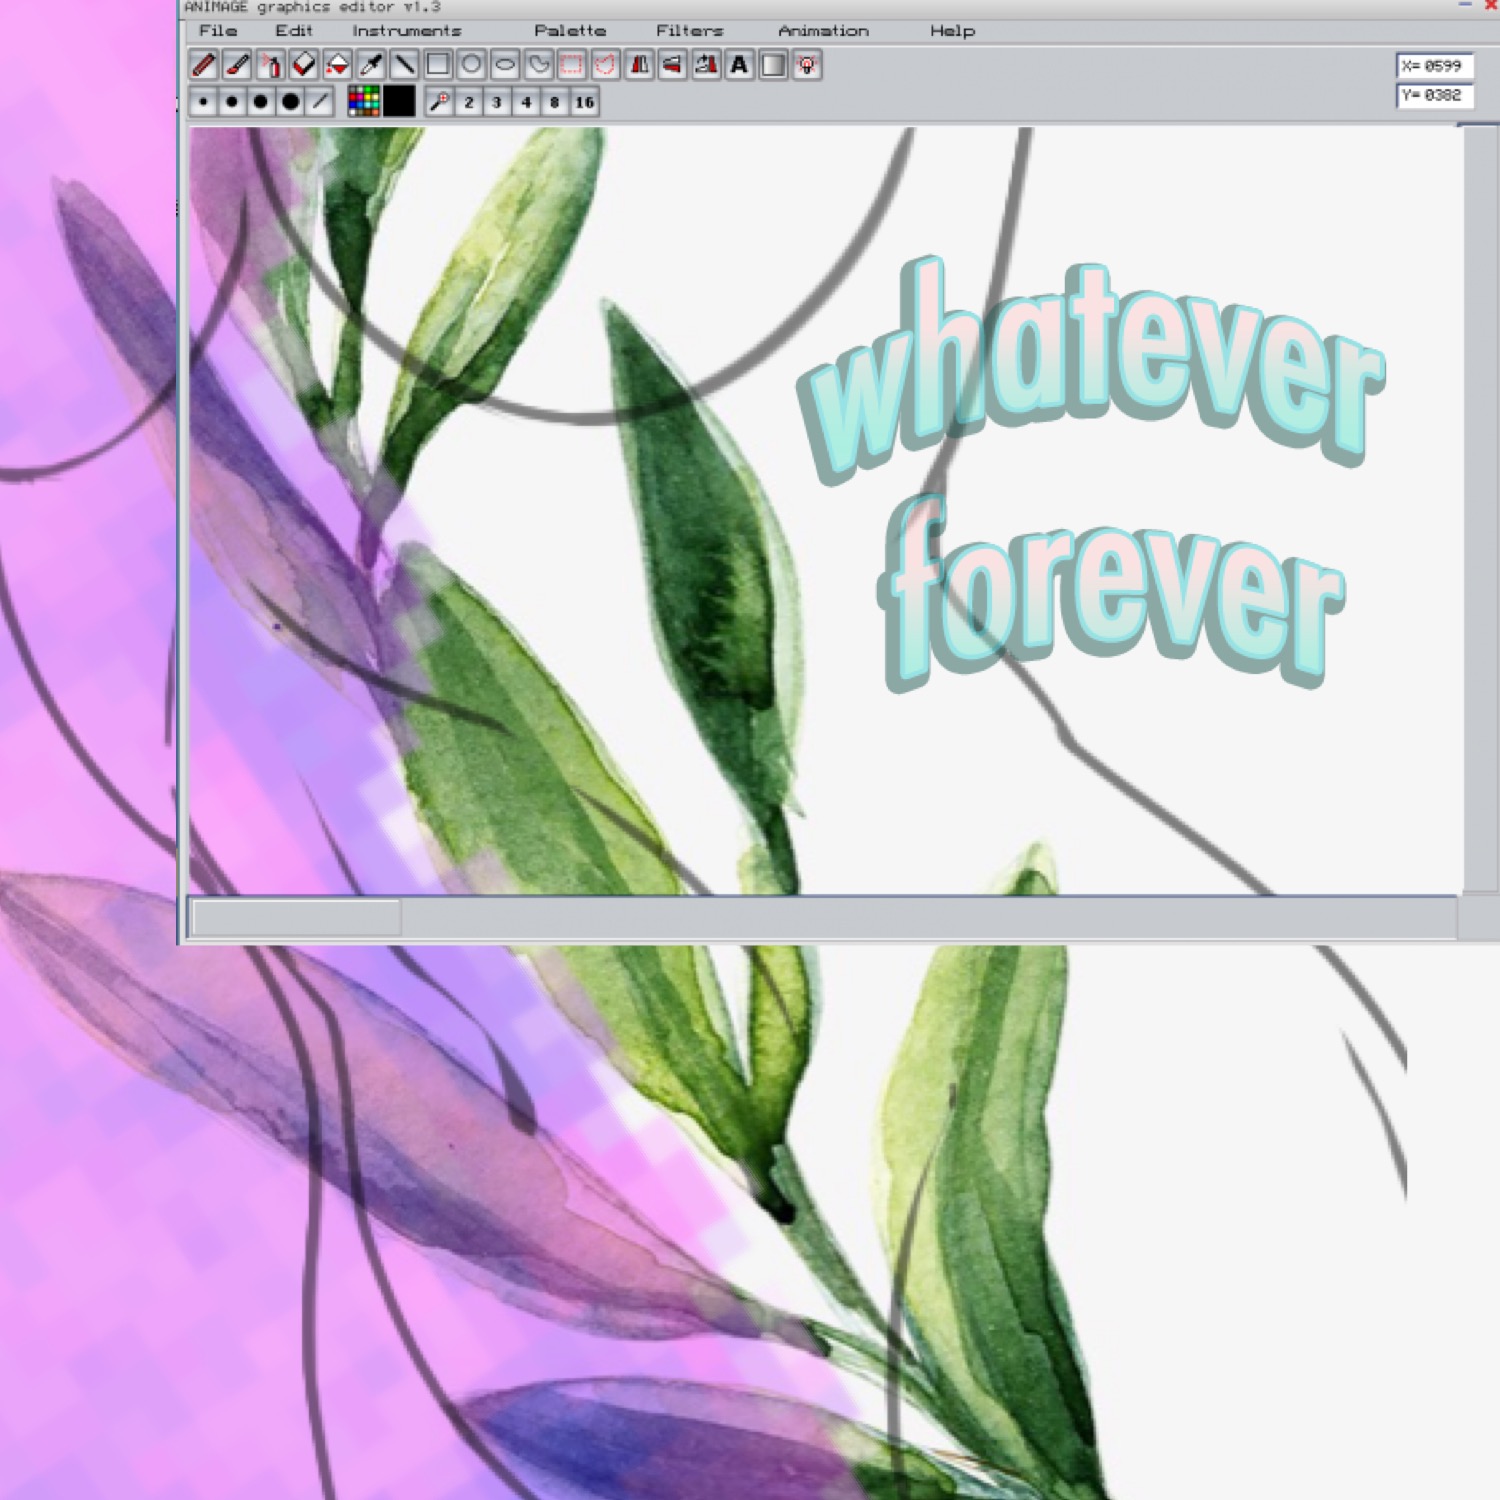 ANIMAGE graphics editor v1.3
File Edit Instruments Palette Filters Animation Help
A
X= 0599
2 3 4 8 16
Y= 0382
whatever
forever